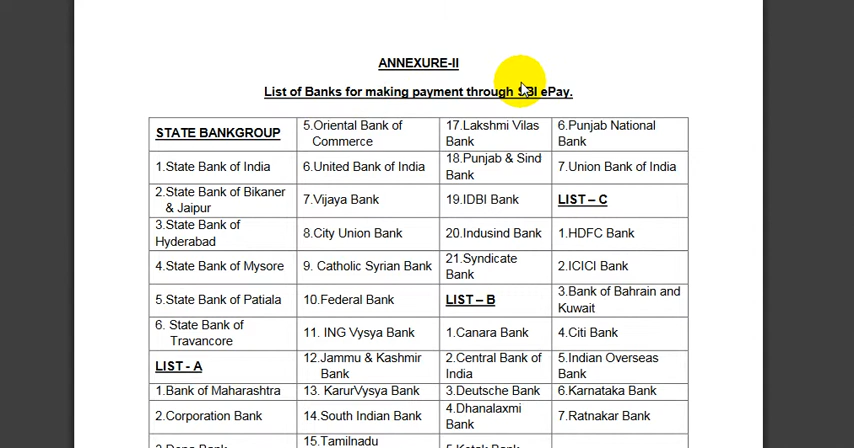 ANNEXURE-II
List of Banks for making payment through SBI ePay.
STATE BANKGROUP
1.State Bank of India
2.State Bank of Bikaner
& Jaipur
3.State Bank of
Hyderabad
4.State Bank of Mysore
5.State Bank of Patiala
6. State Bank of
Travancore
LIST - A
1.Bank of Maharashtra
2.Corporation Bank
5.Oriental Bank of
Commerce
6.United Bank of India
7.Vijaya Bank
8.City Union Bank
9. Catholic Syrian Bank
10.Federal Bank
11. ING Vysya Bank
12.Jammu & Kashmir
Bank
13. KarurVysya Bank
14.South Indian Bank
15.Tamilnadu
17.Lakshmi Vilas
Bank
18.Punjab & Sind
Bank
19.IDBI Bank
20.Indusind Bank
21.Syndicate
Bank
LIST – B
1.Canara Bank
2.Central Bank of
India
3.Deutsche Bank
4.Dhanalaxmi
Bank
6.Punjab National
Bank
7.Union Bank of India
LIST – C
1.HDFC Bank
2.ICICI Bank
3.Bank of Bahrain and
Kuwait
4.Citi Bank
5.Indian Overseas
Bank
6.Karnataka Bank
7.Ratnakar Bank